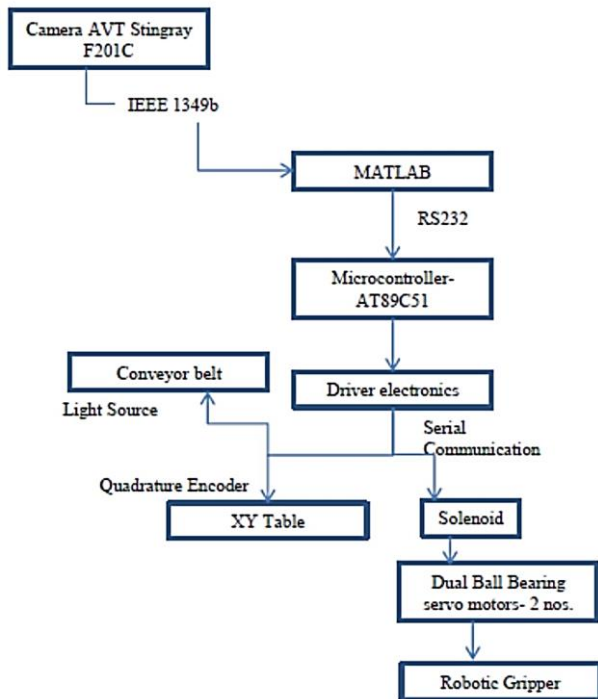 Camera AVT Stingray
F201C
IEEE 1349b
MATLAB
RS232
Microcontroller-
AT89C51
Conveyor belt
Driver electronics
Light Source
Serial
Communication
Quadrature Encoder
XY Table
Solenoid
Dual Ball Bearing
servo motors- 2 nos.
Robotic Gripper